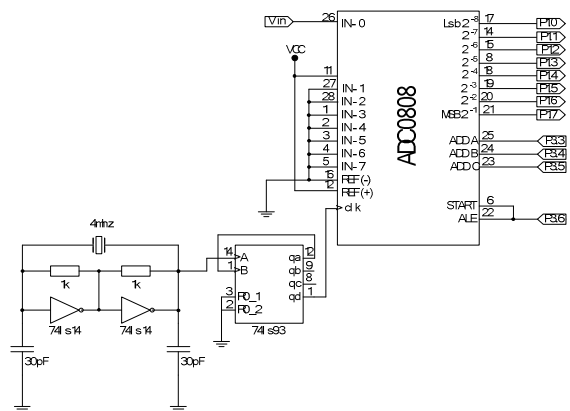 Vin
26 IN-0
VCC
11
27 IN-1
28 IN-2
1 IN-3
2 IN-4
3 IN-5
4 IN-6
5 IN-7
16 REF(-)
12 REF(+)
clk
ADC0808
Lsb2-8 17 P1.0
2-7 14 P1.1
2-6 15 P1.2
2-5 8 P1.3
2-4 18 P1.4
2-3 19 P1.5
2-2 20 P1.6
MSB2-1 21 P1.7
ADD A 25 P3.3
ADD B 24 P3.4
ADD C 23 P3.5
START 6
ALE 22 P3.6
4mhz
1k
1k
74ls14
74ls14
30pF
30pF
14 A
1 B
3 R0_1
2 R0_2
qa 12
qb 9
qc 8
qd 1
74ls93